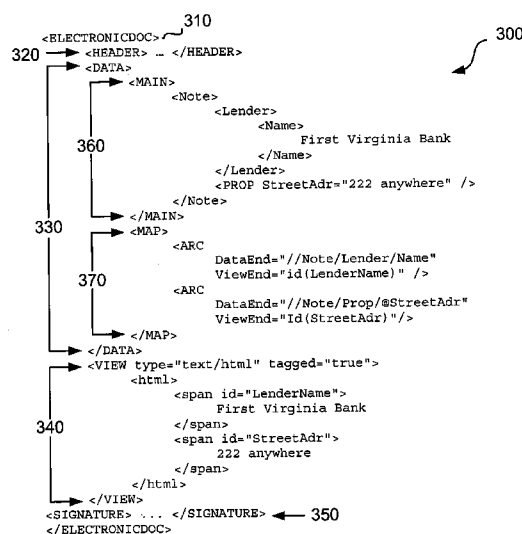 <ELECTRONICDOC> 310
300
320 <HEADER> … </HEADER>
<DATA>
<MAIN>
<Note>
<Lender>
<Name>
First Virginia Bank
360
</Name>
</Lender>
<PROP StreetAdr="222 anywhere" />
</Note>
</MAIN>
330
<MAP>
<ARC
DataEnd="//Note/Lender/Name"
ViewEnd="id(LenderName)" />
370
<ARC
DataEnd="//Note/Prop/@StreetAdr"
ViewEnd="Id(StreetAdr)"/>
</MAP>
</DATA>
<VIEW type="text/html" tagged="true">
<html>
<span id="LenderName">
First Virginia Bank
340
</span>
<span id="StreetAdr">
222 anywhere
</span>
</html>
</VIEW>
<SIGNATURE> ... </SIGNATURE> 350
</ELECTRONICDOC>